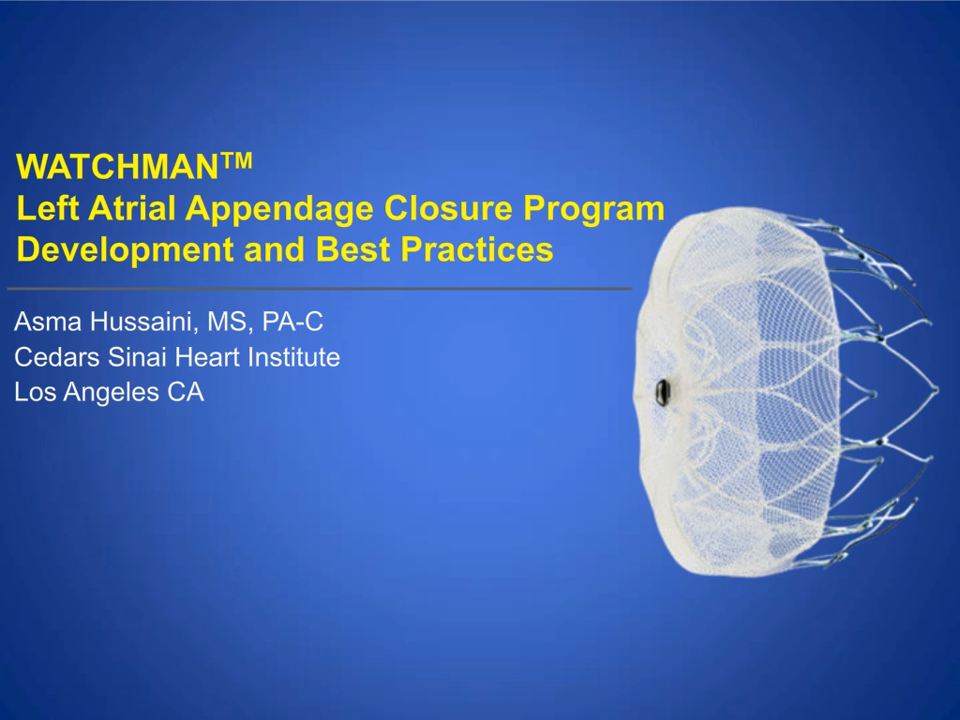 WATCHMAN™
Left Atrial Appendage Closure Program
Development and Best Practices
Asma Hussaini, MS, PA-C
Cedars Sinai Heart Institute
Los Angeles CA